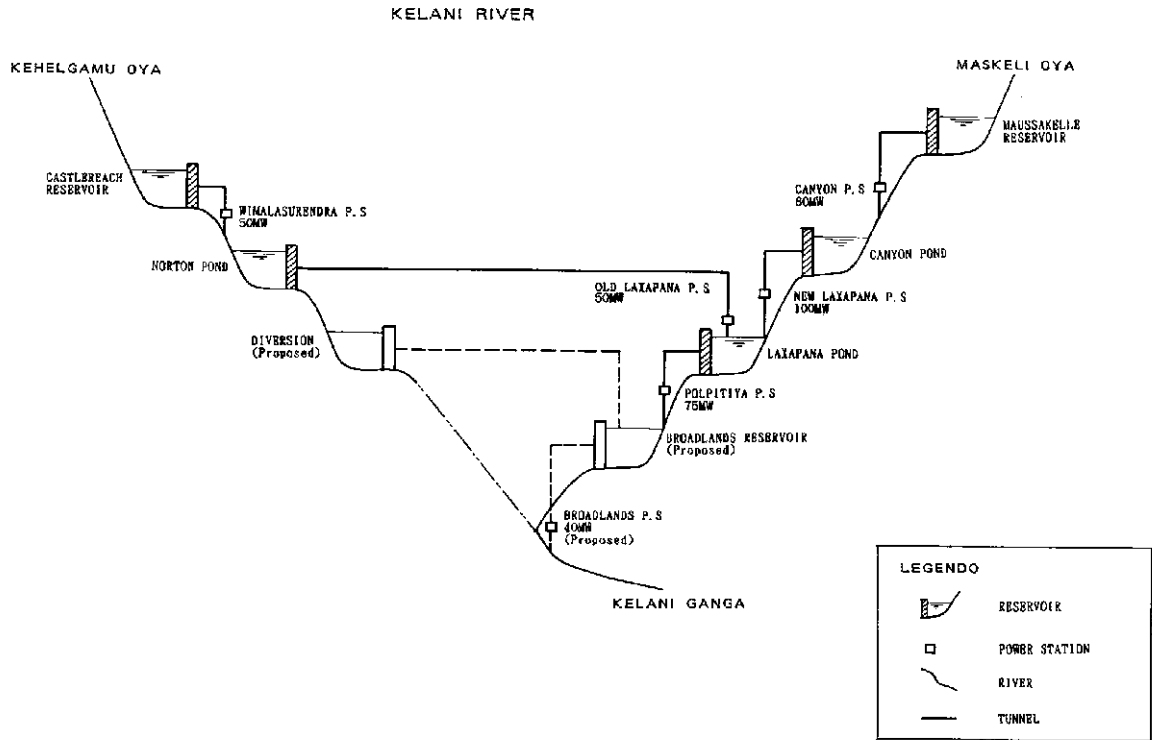 KELANI RIVER
KEHELGAMU OYA
MASKELI OYA
MAUSSAKELLE
RESERVOIR
CASTLEREACH
RESERVOIR
CANYON P.S
60MW
WIMALASURENDRA P.S
50MW
NORTON POND
CANYON POND
OLD LAXAPANA P.S
50MW
NEW LAXAPANA P.S
100MW
DIVERSION
(Proposed)
LAXAPANA POND
POLPITIYA P.S
75MW
BROADLANDS RESERVOIR
(Proposed)
BROADLANDS P.S
40MW
(Proposed)
KELANI GANGA
LEGENDO
RESERVOIR
POWER STATION
RIVER
TUNNEL